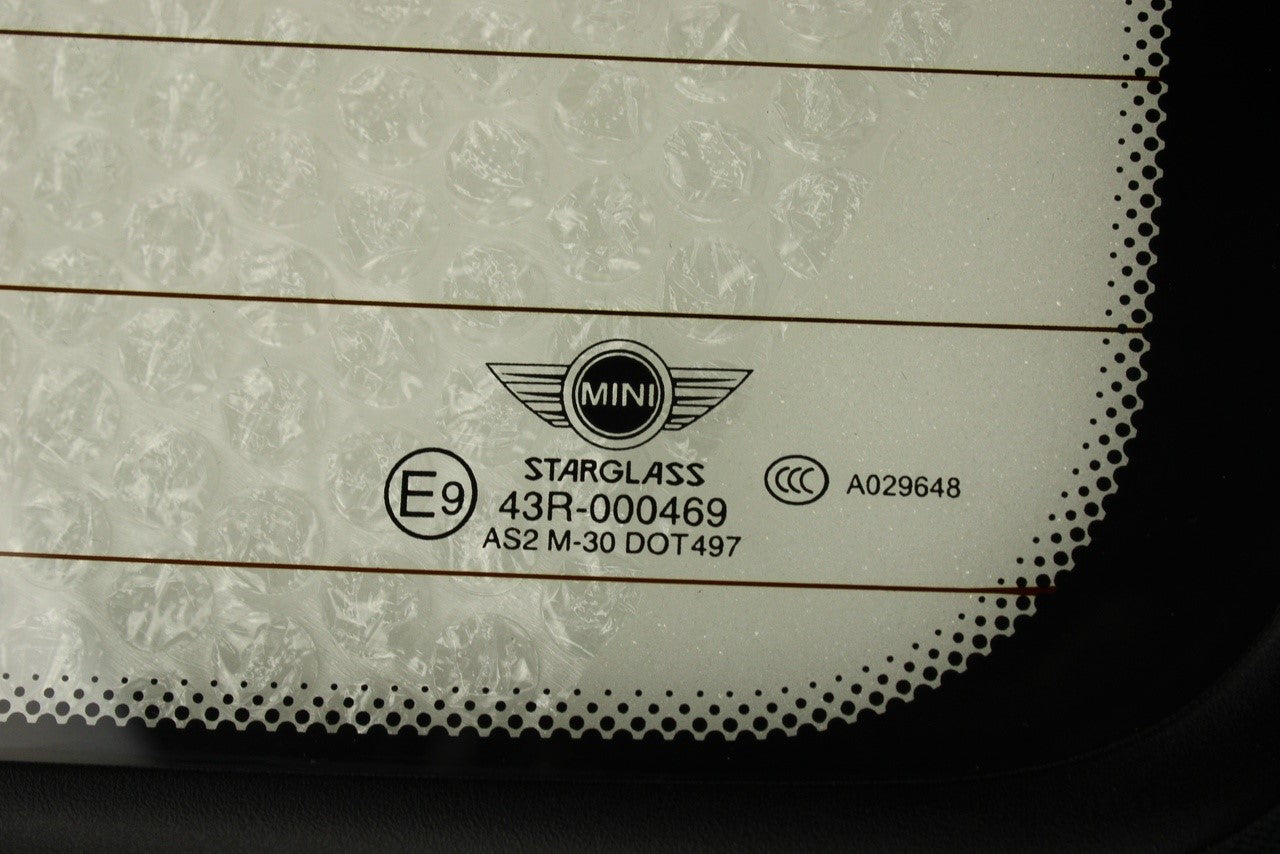 MINI
STARGLASS
E9
43R-000469
AS2 M-30 DOT497
CCC
A029648